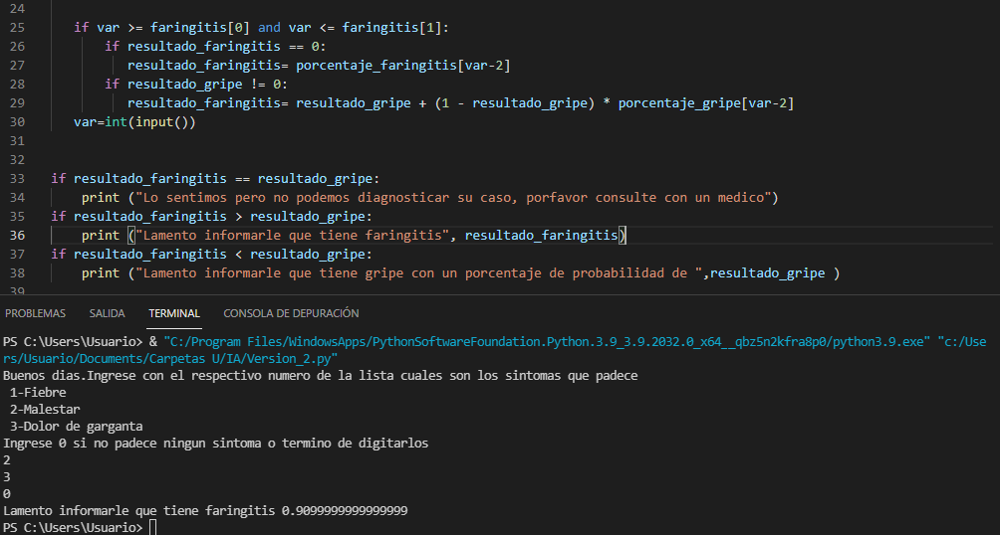 24
25 if var >= faringitis[0] and var <= faringitis[1]:
26 if resultado_faringitis == 0:
27 resultado_faringitis= porcentaje_faringitis[var-2]
28 if resultado_gripe != 0:
29 resultado_faringitis= resultado_gripe + (1 - resultado_gripe) * porcentaje_gripe[var-2]
30 var=int(input())
31
32
33 if resultado_faringitis == resultado_gripe:
34 print ("Lo sentimos pero no podemos diagnosticar su caso, porfavor consulte con un medico")
35 if resultado_faringitis > resultado_gripe:
36 print ("Lamento informarle que tiene faringitis", resultado_faringitis)
37 if resultado_faringitis < resultado_gripe:
38 print ("Lamento informarle que tiene gripe con un porcentaje de probabilidad de ",resultado_gripe )
39
PROBLEMAS SALIDA TERMINAL CONSOLA DE DEPURACIÓN
PS C:\Users\Usuario> & "C:/Program Files/WindowsApps/PythonSoftwareFoundation.Python.3.9_3.9.2032.0_x64__qbz5n2kfra8p0/python3.9.exe" "c:/Use
rs/Usuario/Documents/Carpetas U/IA/Version_2.py"
Buenos dias.Ingrese con el respectivo numero de la lista cuales son los sintomas que padece
1-Fiebre
2-Malestar
3-Dolor de garganta
Ingrese 0 si no padece ningun sintoma o termino de digitarlos
2
3
0
Lamento informarle que tiene faringitis 0.9099999999999999
PS C:\Users\Usuario>